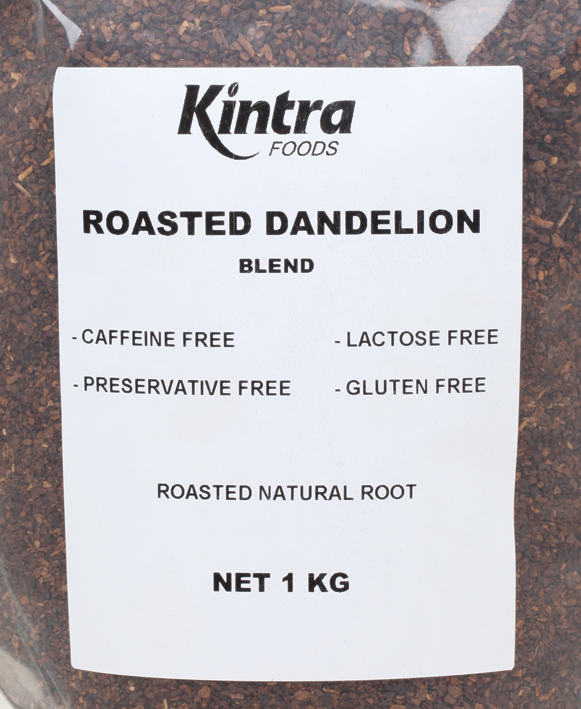 Kintra
FOODS
ROASTED DANDELION
BLEND
- CAFFEINE FREE
- LACTOSE FREE
- PRESERVATIVE FREE
- GLUTEN FREE
ROASTED NATURAL ROOT
NET 1 KG